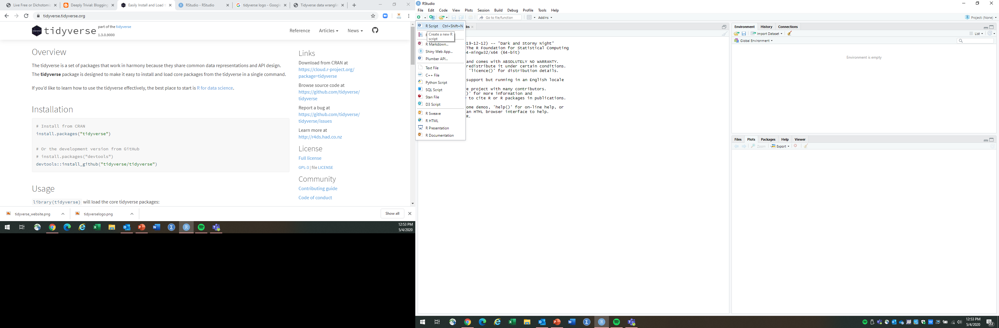 Live Free or Dichotomiz
Deeply Trivial: Blogging
Easily Install and Load t
RStudio - RStudio
tidyverse logo - Google
Tidyverse data wranglin
tidyverse.tidyverse.org
tidyverse
part of the tidyverse
1.3.0.9000
Reference
Articles
News
Overview
The tidyverse is a set of packages that work in harmony because they share common data representations and API design.
The tidyverse package is designed to make it easy to install and load core packages from the tidyverse in a single command.
If you'd like to learn how to use the tidyverse effectively, the best place to start is R for data science.
Installation
# Install from CRAN
install.packages("tidyverse")
# Or the development version from GitHub
# install.packages("devtools")
devtools::install_github("tidyverse/tidyverse")
Usage
library(tidyverse) will load the core tidyverse packages:
Links
Download from CRAN at
https://cloud.r-project.org/
package=tidyverse
Browse source code at
https://github.com/tidyverse/
tidyverse
Report a bug at
https://github.com/tidyverse/
tidyverse/issues
Learn more at
http://r4ds.had.co.nz
License
Full license
GPL-3 | file LICENSE
Community
Contributing guide
Code of conduct
tidyverse_website.png
tidyverselogo.png
Show all
12:53 PM
5/4/2020
RStudio
File Edit Code View Plots Session Build Debug Profile Tools Help
Go to file/function
Addins
Project: (None)
R Script Ctrl+Shift+N
Create a new R
script
R Markdown...
Shiny Web App...
Plumber API...
Text File
C++ File
Python Script
SQL Script
Stan File
D3 Script
R Sweave
R HTML
R Presentation
R Documentation
bs
19-12-12) -- "Dark and Stormy Night"
The R Foundation for Statistical Computing
4-mingw32/x64 (64-bit)
and comes with ABSOLUTELY NO WARRANTY.
redistribute it under certain conditions.
'licence()' for distribution details.
support but running in an English locale
e project with many contributors.
)' for more information and
to cite R or R packages in publications.
ome demos, 'help()' for on-line help, or
an HTML browser interface to help.
R.
Environment History Connections
Import Dataset
List
Global Environment
Environment is empty
Files Plots Packages Help Viewer
Zoom
Export
12:53 PM
5/4/2020
22